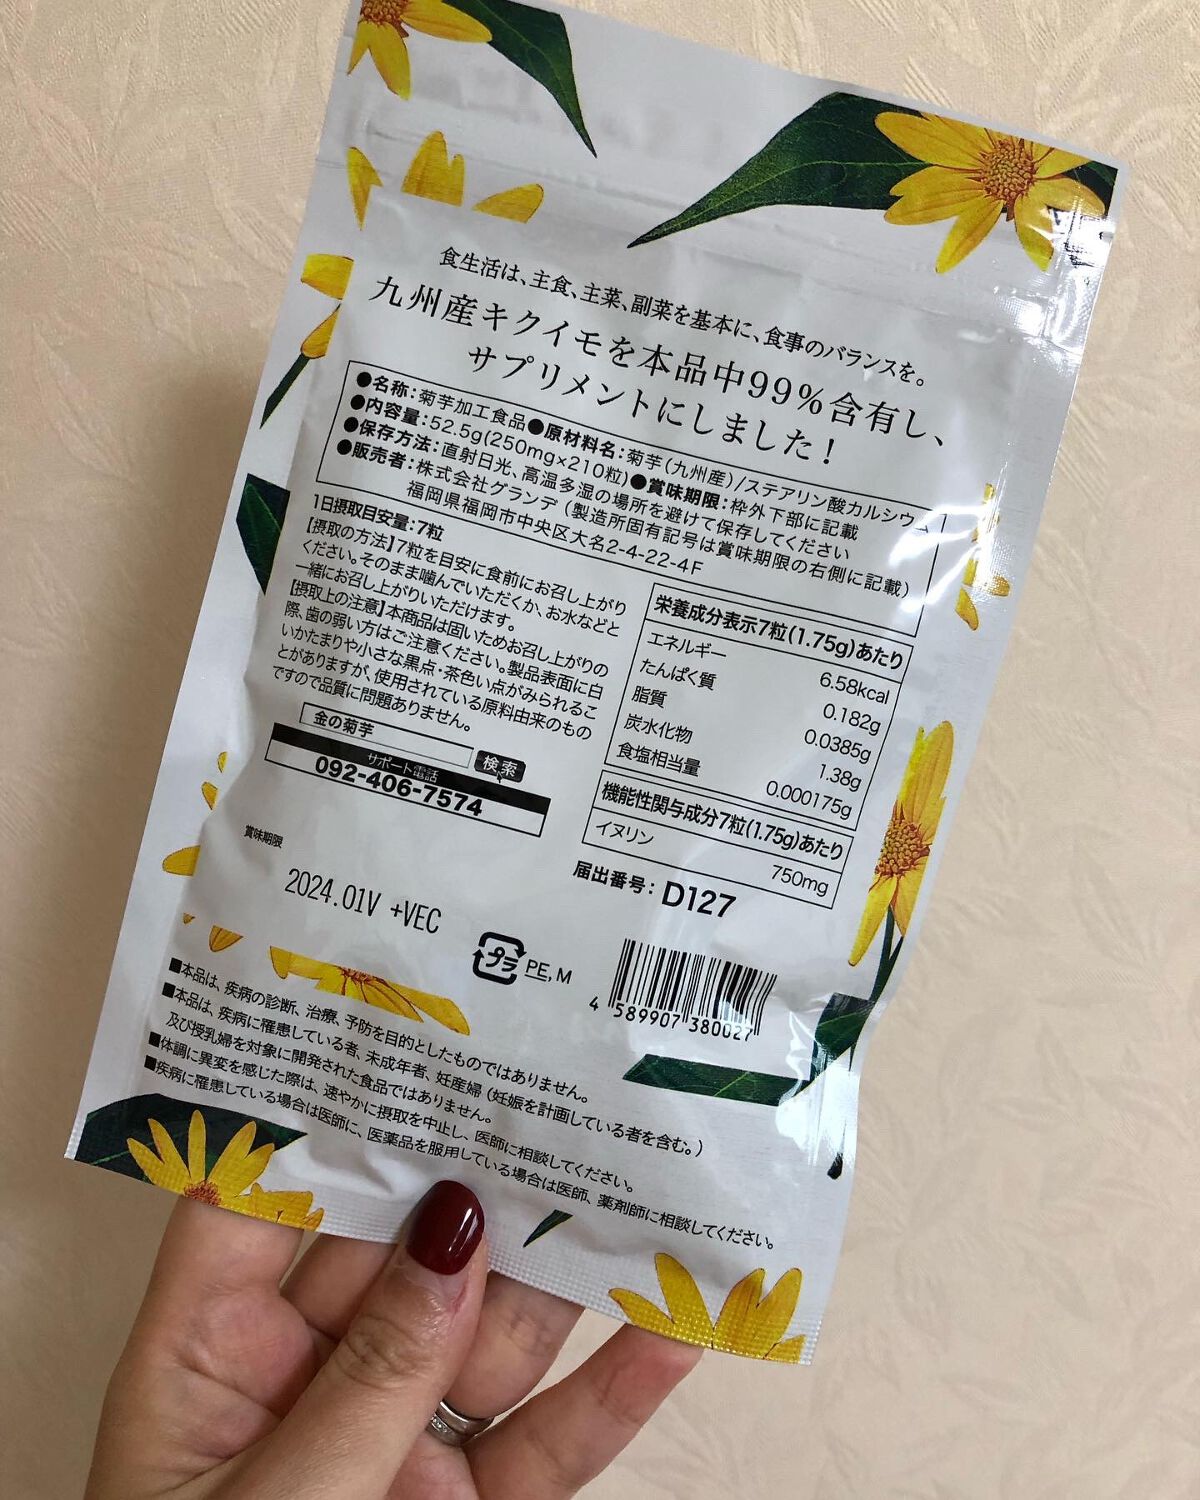 食生活は、主食、主菜、副菜を基本に、食事のバランスを。
九州産キクイモを本品中99%含有し、
サプリメントにしました!
●名称:菊芋加工食品●原材料名:菊芋(九州産)/ステアリン酸カルシウム
●内容量:52.5g(250mg×210粒)●賞味期限:枠外下部に記載
●保存方法:直射日光、高温多湿の場所を避けて保存してください
●販売者:株式会社グランデ(製造所固有記号は賞味期限の右側に記載)
福岡県福岡市中央区大名2-4-22-4F
1日摂取目安量:7粒
【摂取の方法】7粒を目安に食前にお召し上がり
ください。そのまま噛んでいただくか、お水などと
一緒にお召し上がりいただけます。
【摂取上の注意】本商品は固いためお召し上がりの
際、歯の弱い方はご注意ください。製品表面に白
いかたまりや小さな黒点・茶色い点がみられるこ
とがありますが、使用されている原料由来のもの
ですので品質に問題ありません。
金の菊芋 検索
サポート電話
092-406-7574
栄養成分表示7粒(1.75g)あたり
エネルギー 6.58kcal
たんぱく質 0.182g
脂質 0.0385g
炭水化物 1.38g
食塩相当量 0.000175g
機能性関与成分7粒(1.75g)あたり
イヌリン 750mg
届出番号:D127
賞味期限
2024.01V +VEC
プラ PE, M
4 589907 380027
■本品は、疾病の診断、治療、予防を目的としたものではありません。
■本品は、疾病に罹患している者、未成年者、妊産婦(妊娠を計画している者を含む。)
及び授乳婦を対象に開発された食品ではありません。
■体調に異変を感じた際は、速やかに摂取を中止し、医師に相談してください。
■疾病に罹患している場合は医師に、医薬品を服用している場合は医師、薬剤師に相談してください。